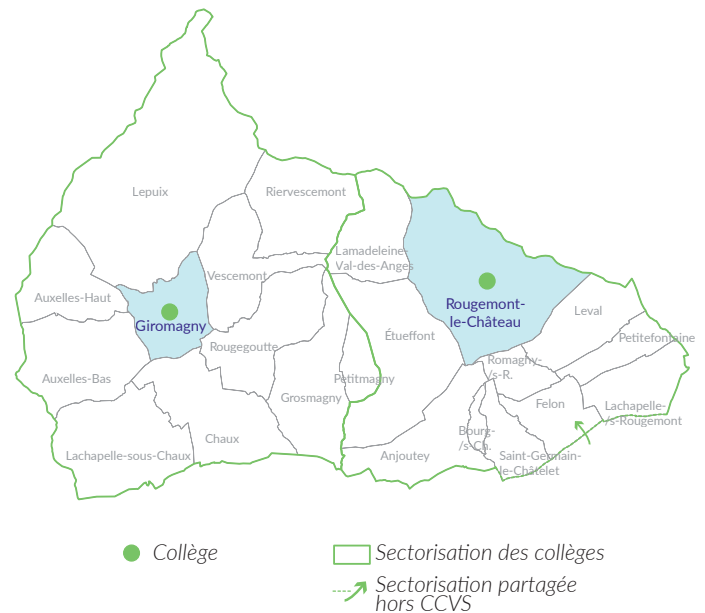 Lepuix
Riervescemont
Lamadeleine-
Val-des-Anges
Vescemont
Auxelles-Haut
Giromagny
Rougemont-
le-Château
Leval
Petitefontaine
Étueffont
Rougegoutte
Romagny-
/s-R.
Auxelles-Bas
Petitmagny
Grosmagny
Felon
Lachapelle-
/s-Rougemont
Chaux
Bourg-
/s-Ch.
Lachapelle-sous-Chaux
Anjoutey
Saint-Germain-
le-Châtelet
Collège
Sectorisation des collèges
Sectorisation partagée
hors CCVS